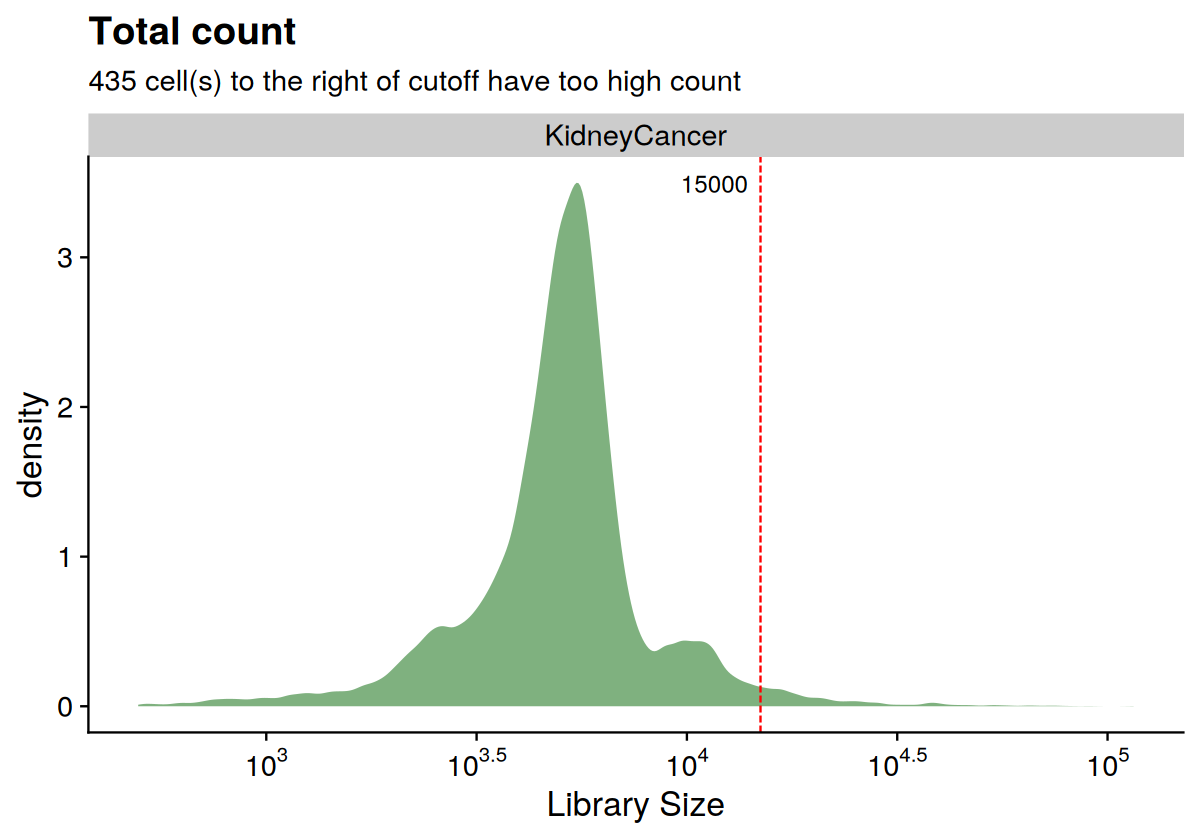 Total count
435 cell(s) to the right of cutoff have too high count
KidneyCancer
15000
3
2
1
0
density
10^3
10^3.5
10^4
10^4.5
10^5
Library Size